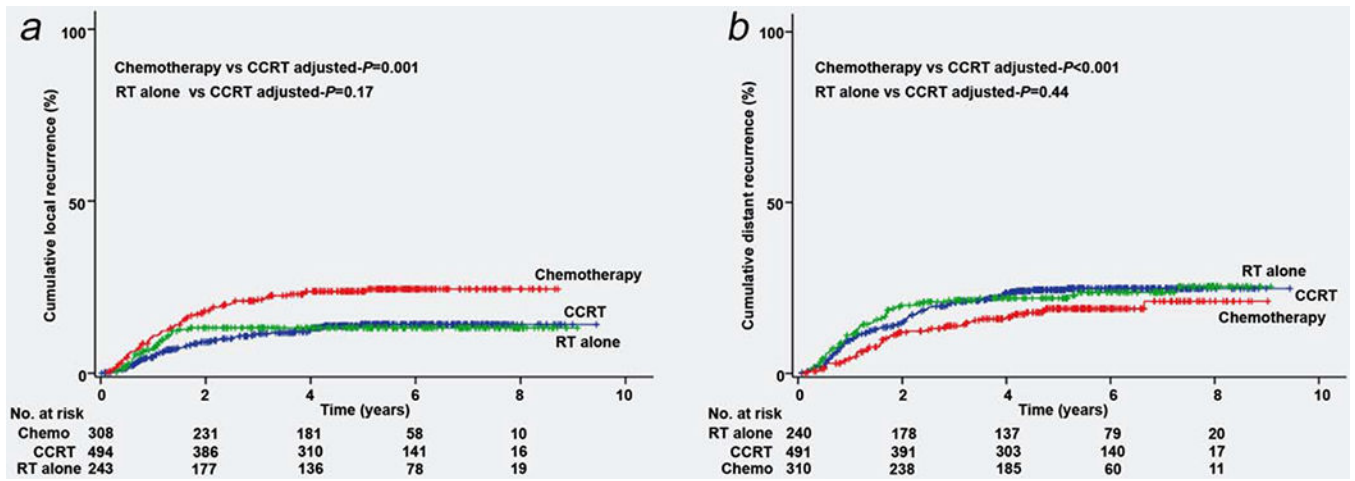 a
Cumulative local recurrence (%)
100
50
0
Chemotherapy vs CCRT adjusted-P=0.001
RT alone vs CCRT adjusted-P=0.17
Chemotherapy
CCRT
RT alone
0 2 4 6 8 10
Time (years)
No. at risk
Chemo 308 231 181 58 10
CCRT 494 386 310 141 16
RT alone 243 177 136 78 19
b
Cumulative distant recurrence (%)
100
50
0
Chemotherapy vs CCRT adjusted-P<0.001
RT alone vs CCRT adjusted-P=0.44
RT alone
CCRT
Chemotherapy
0 2 4 6 8 10
Time (years)
No. at risk
RT alone 240 178 137 79 20
CCRT 491 391 303 140 17
Chemo 310 238 185 60 11